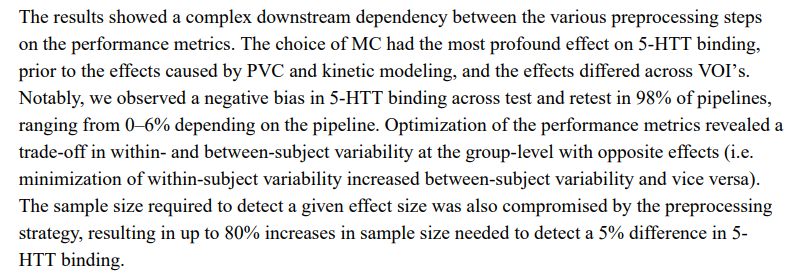 The results showed a complex downstream dependency between the various preprocessing steps
on the performance metrics. The choice of MC had the most profound effect on 5-HTT binding,
prior to the effects caused by PVC and kinetic modeling, and the effects differed across VOI's.
Notably, we observed a negative bias in 5-HTT binding across test and retest in 98% of pipelines,
ranging from 0–6% depending on the pipeline. Optimization of the performance metrics revealed a
trade-off in within- and between-subject variability at the group-level with opposite effects (i.e.
minimization of within-subject variability increased between-subject variability and vice versa).
The sample size required to detect a given effect size was also compromised by the preprocessing
strategy, resulting in up to 80% increases in sample size needed to detect a 5% difference in 5-
HTT binding.